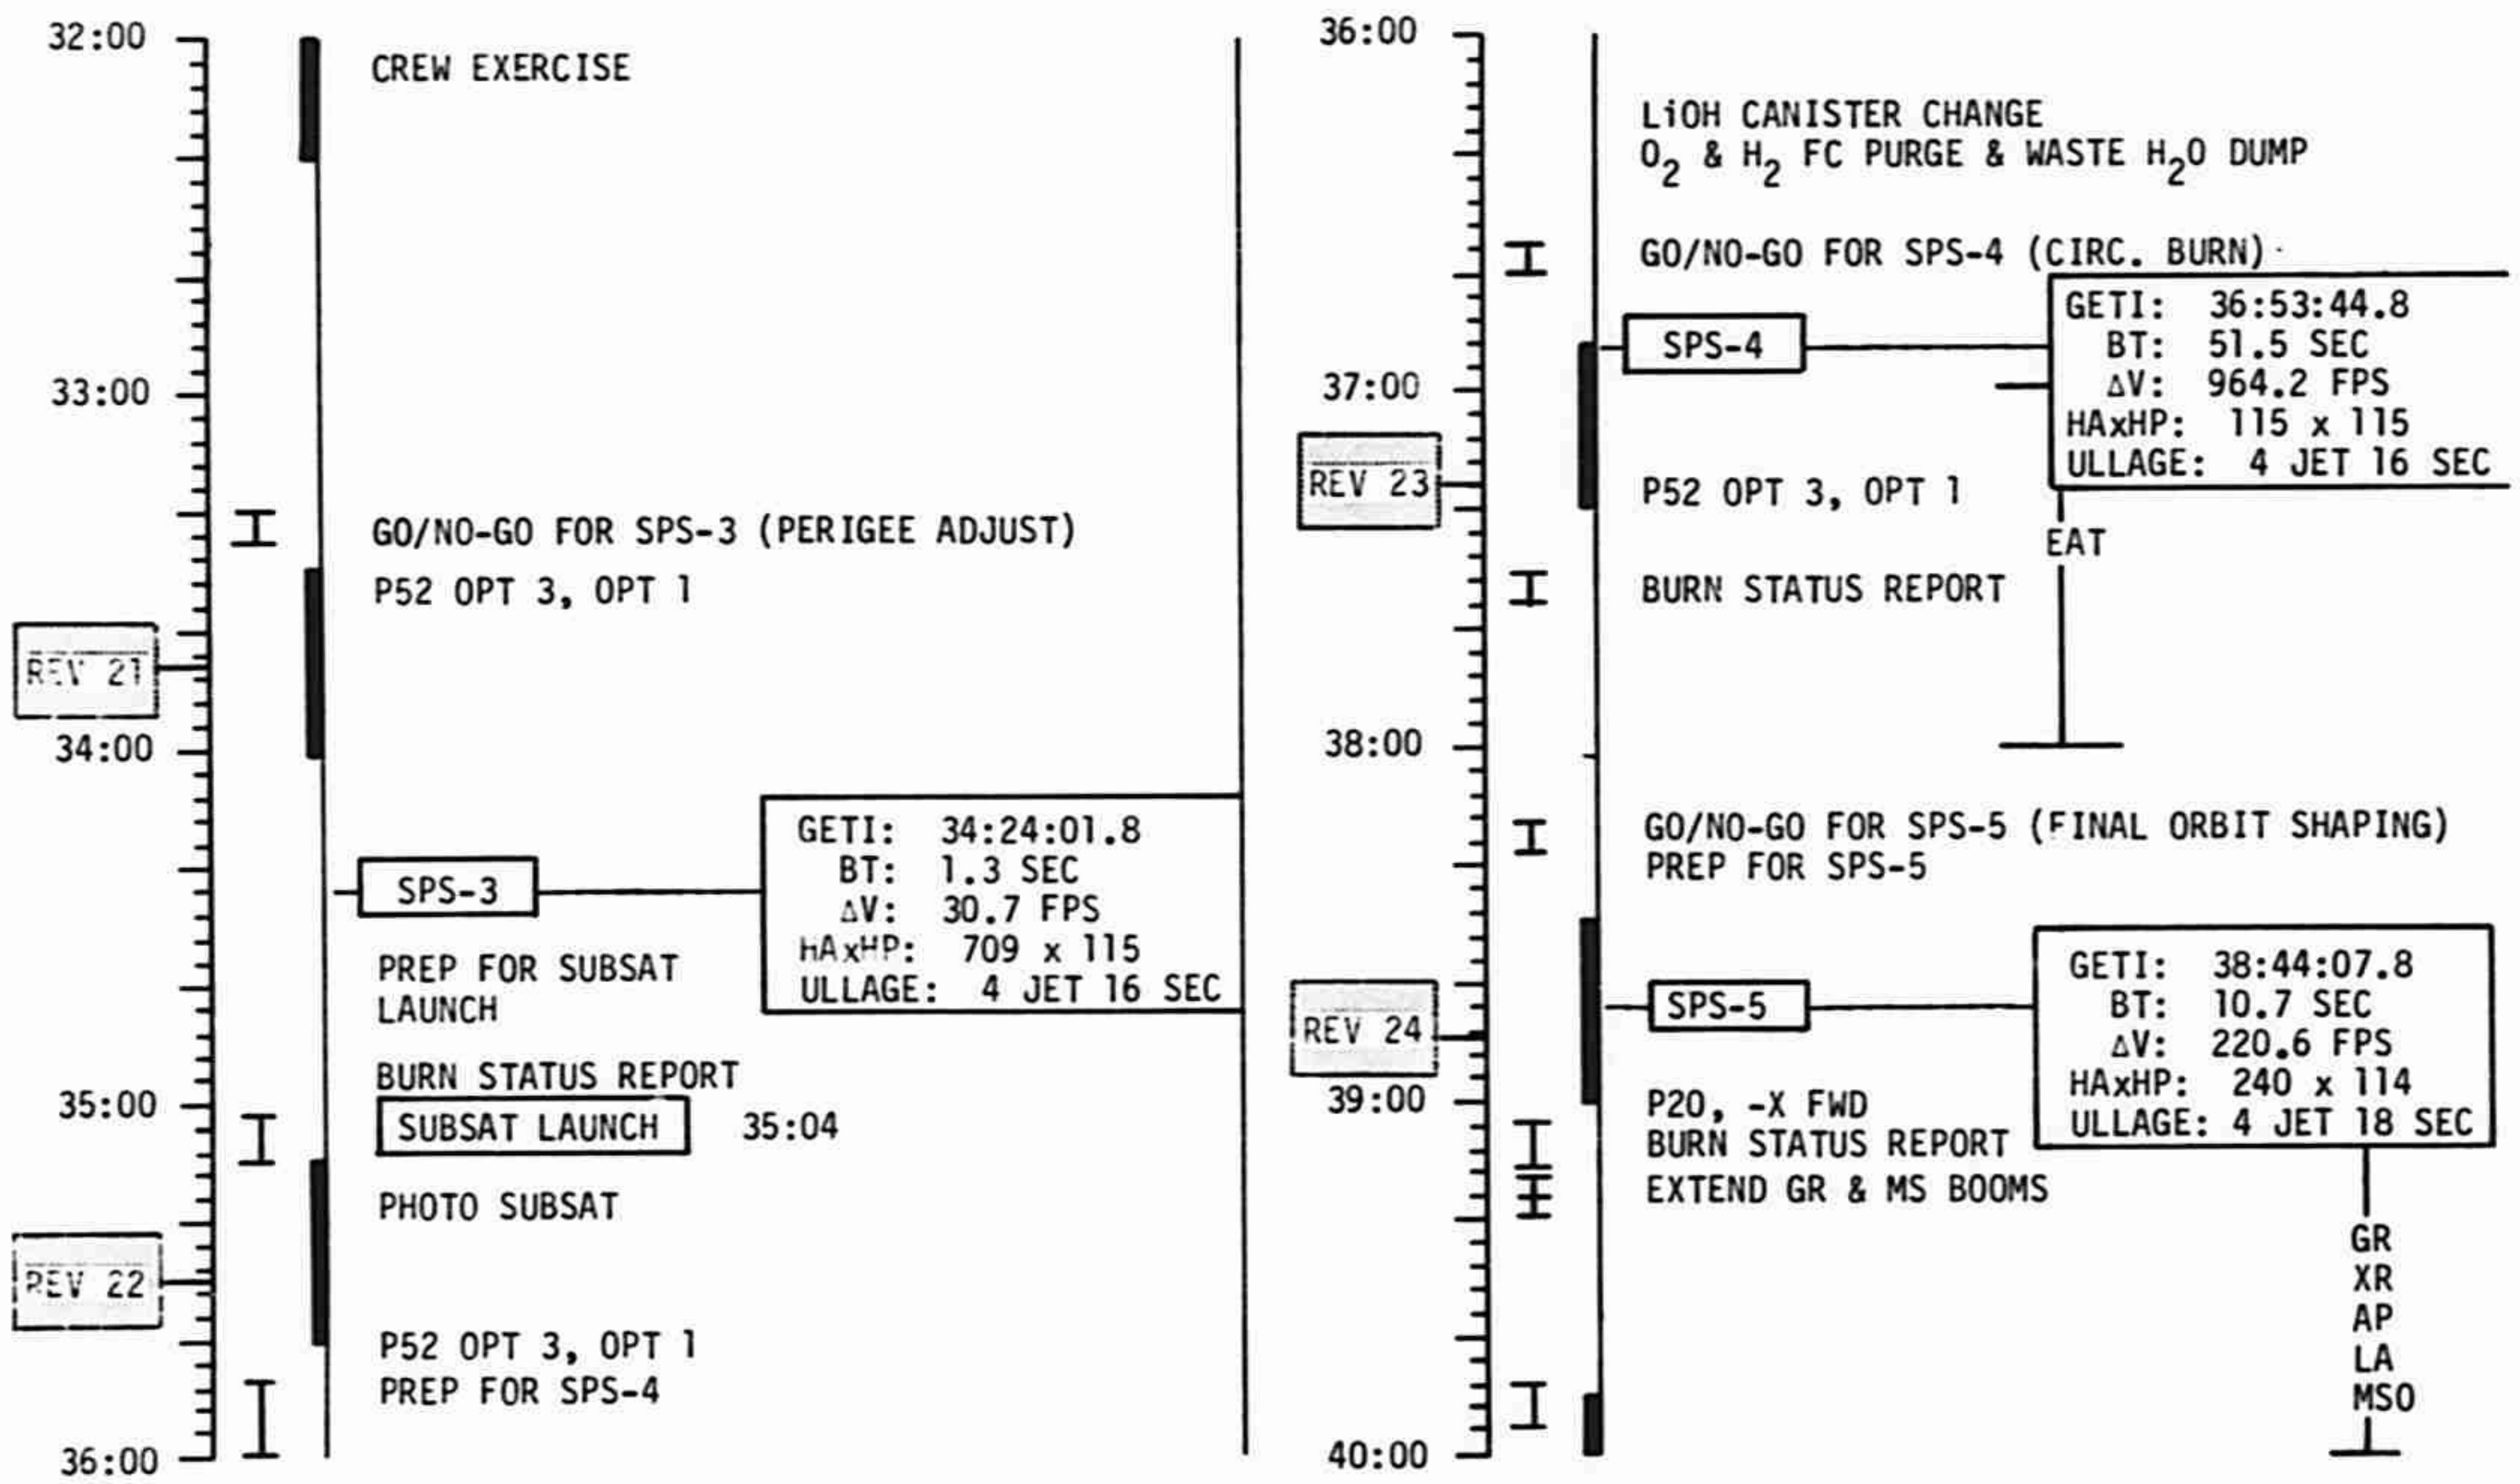 32:00
CREW EXERCISE
33:00
GO/NO-GO FOR SPS-3 (PERIGEE ADJUST)
P52 OPT 3, OPT 1
REV 21
34:00
GETI: 34:24:01.8
BT: 1.3 SEC
ΔV: 30.7 FPS
HAxHP: 709 x 115
ULLAGE: 4 JET 16 SEC
SPS-3
PREP FOR SUBSAT
LAUNCH
BURN STATUS REPORT
35:00
SUBSAT LAUNCH 35:04
PHOTO SUBSAT
REV 22
P52 OPT 3, OPT 1
PREP FOR SPS-4
36:00
36:00
LiOH CANISTER CHANGE
O2 & H2 FC PURGE & WASTE H2O DUMP
GO/NO-GO FOR SPS-4 (CIRC. BURN)
SPS-4
GETI: 36:53:44.8
BT: 51.5 SEC
ΔV: 964.2 FPS
HAxHP: 115 x 115
ULLAGE: 4 JET 16 SEC
37:00
REV 23
P52 OPT 3, OPT 1
EAT
BURN STATUS REPORT
38:00
GO/NO-GO FOR SPS-5 (FINAL ORBIT SHAPING)
PREP FOR SPS-5
SPS-5
GETI: 38:44:07.8
BT: 10.7 SEC
ΔV: 220.6 FPS
HAxHP: 240 x 114
ULLAGE: 4 JET 18 SEC
REV 24
39:00
P20, -X FWD
BURN STATUS REPORT
EXTEND GR & MS BOOMS
GR
XR
AP
LA
MSO
40:00